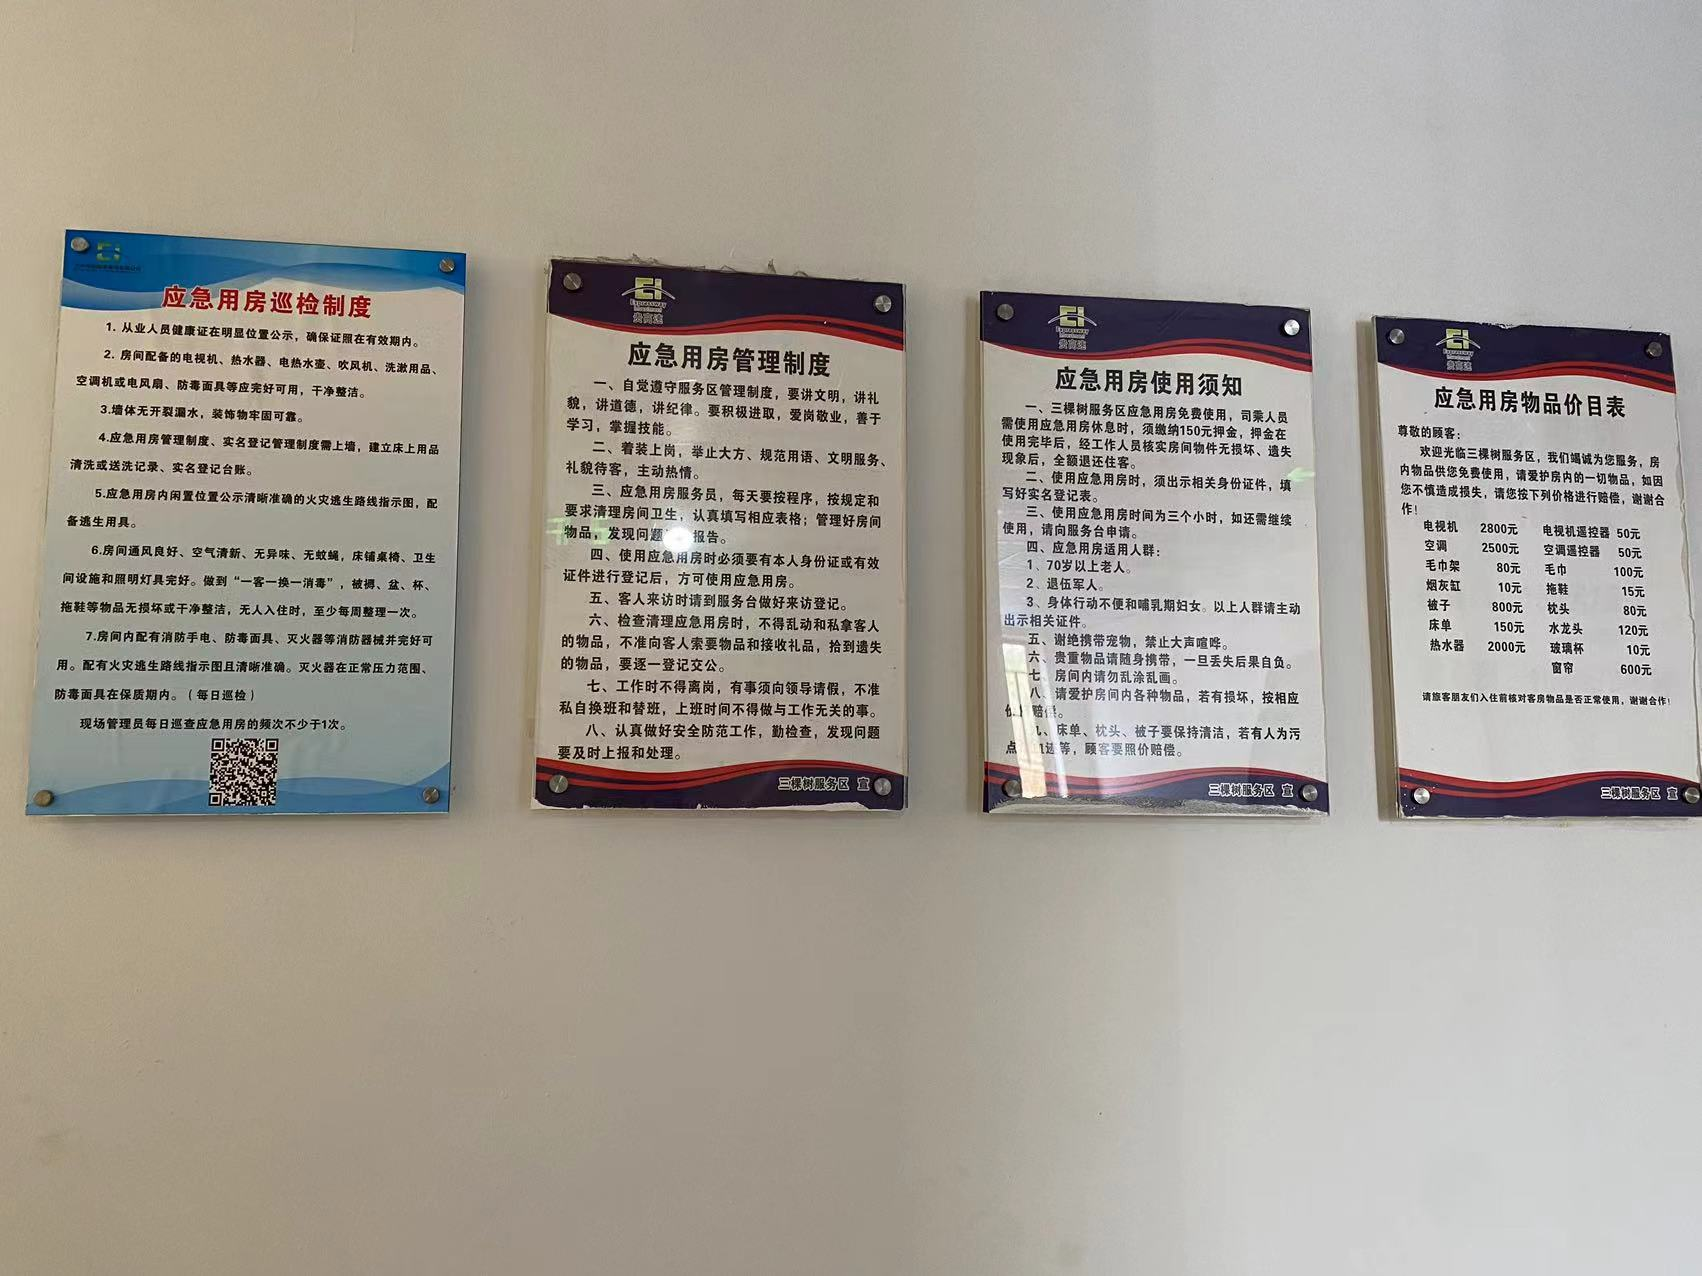 应急用房巡检制度
1. 从业人员健康证在明显位置公示，确保证照在有效期内。
2. 房间配备的电视机、热水器、电热水壶、吹风机、洗漱用品、
空调机或电风扇、防毒面具等应完好可用，干净整洁。
3.墙体无开裂漏水，装饰物牢固可靠。
4.应急用房管理制度、实名登记管理制度需上墙，建立床上用品
清洗或送洗记录、实名登记台账。
5.应急用房内闲置位置公示清晰准确的火灾逃生路线指示图，配
备逃生用具。
6.房间通风良好、空气清新、无异味、无蚊蝇，床铺桌椅、卫生
间设施和照明灯具完好。做到“一客一换一消毒”，被褥、盆、杯、
拖鞋等物品无损坏或干净整洁，无人入住时，至少每周整理一次。
7.房间内配有消防手电、防毒面具、灭火器等消防器械并完好可
用。配有火灾逃生路线指示图且清晰准确。灭火器在正常压力范围、
防毒面具在保质期内。（每日巡检）
现场管理员每日巡查应急用房的频次不少于1次。
EI
Expressway
贵高速
应急用房管理制度
一、自觉遵守服务区管理制度，要讲文明，讲礼
貌，讲道德，讲纪律。要积极进取，爱岗敬业，善于
学习，掌握技能。
二、着装上岗，举止大方、规范用语、文明服务、
礼貌待客，主动热情。
三、应急用房服务员，每天要按程序，按规定和
要求清理房间卫生，认真填写相应表格；管理好房间
物品，发现问题 报告。
四、使用应急用房时必须要有本人身份证或有效
证件进行登记后，方可使用应急用房。
五、客人来访时请到服务台做好来访登记。
六、检查清理应急用房时，不得乱动和私拿客人
的物品，不准向客人索要物品和接收礼品，拾到遗失
的物品，要逐一登记交公。
七、工作时不得离岗，有事须向领导请假，不准
私自换班和替班，上班时间不得做与工作无关的事。
八、认真做好安全防范工作，勤检查，发现问题
要及时上报和处理。
三棵树服务区 宣
EI
Expressway
贵高速
应急用房使用须知
一、三棵树服务区应急用房免费使用，司乘人员
需使用应急用房休息时，须缴纳150元押金，押金在
使用完毕后，经工作人员核实房间物件无损坏、遗失
现象后，全额退还住客。
二、使用应急用房时，须出示相关身份证件，填
写好实名登记表。
三、使用应急用房时间为三个小时，如还需继续
使用，请向服务台申请。
四、应急用房适用人群：
1、70岁以上老人。
2、退伍军人。
3、身体行动不便和哺乳期妇女。以上人群请主动
出示相关证件。
五、谢绝携带宠物，禁止大声喧哗。
六、贵重物品请随身携带，一旦丢失后果自负。
七、房间内请勿乱涂乱画。
八、请爱护房间内各种物品，若有损坏，按相应
赔偿。
九、床单、枕头、被子要保持清洁，若有人为污
点、血迹等，顾客要照价赔偿。
三棵树服务区 宣
EI
Expressway
贵高速
应急用房物品价目表
尊敬的顾客：
欢迎光临三棵树服务区，我们竭诚为您服务，房
内物品供您免费使用，请爱护房内的一切物品，如因
您不慎造成损失，请您按下列价格进行赔偿，谢谢合
作！
电视机 2800元 电视机遥控器 50元
空调 2500元 空调遥控器 50元
毛巾架 80元 毛巾 100元
烟灰缸 10元 拖鞋 15元
被子 800元 枕头 80元
床单 150元 水龙头 120元
热水器 2000元 玻璃杯 10元
窗帘 600元
请旅客朋友们入住前核对客房物品是否正常使用，谢谢合作！
三棵树服务区 宣